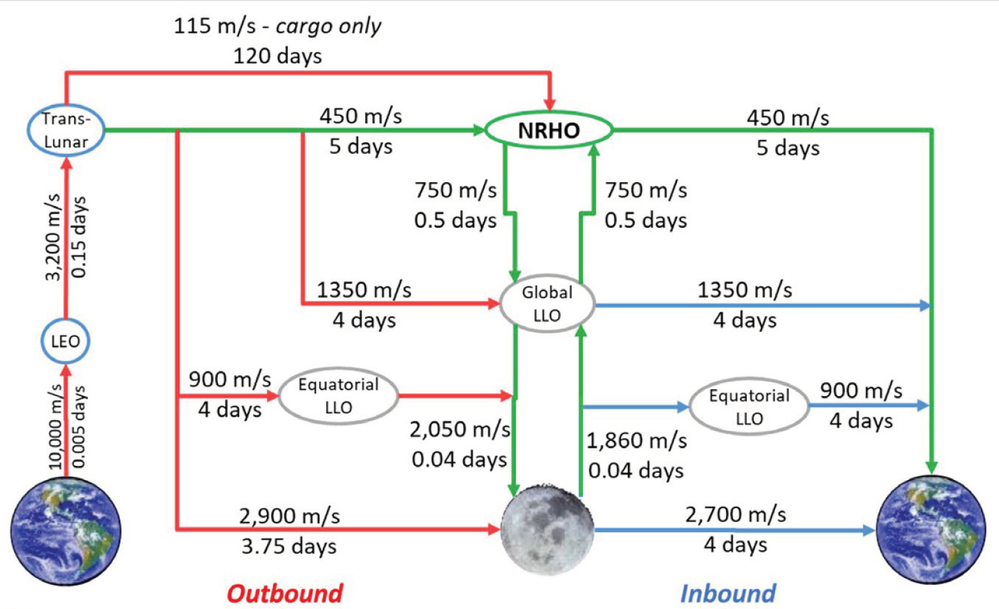 115 m/s - cargo only
120 days
Trans-
Lunar
450 m/s
5 days
NRHO
450 m/s
5 days
3,200 m/s
0.15 days
750 m/s
0.5 days
750 m/s
0.5 days
1350 m/s
4 days
Global
LLO
1350 m/s
4 days
LEO
10,000 m/s
0.005 days
900 m/s
4 days
Equatorial
LLO
2,050 m/s
0.04 days
1,860 m/s
0.04 days
Equatorial
LLO
900 m/s
4 days
2,900 m/s
3.75 days
2,700 m/s
4 days
Outbound
Inbound